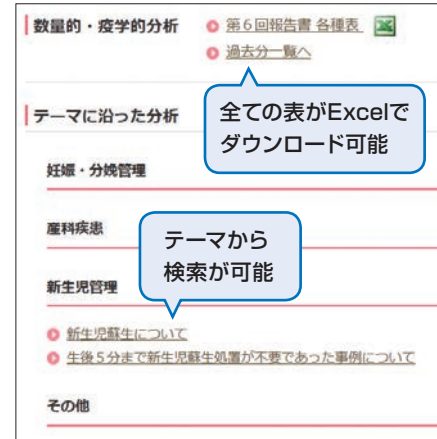 数量的・疫学的分析
第6回報告書 各種表
過去分一覧へ
全ての表がExcelで
ダウンロード可能
テーマに沿った分析
妊娠・分娩管理
産科疾患
テーマから
検索が可能
新生児管理
新生児蘇生について
生後5分まで新生児蘇生処置が不要であった事例について
その他